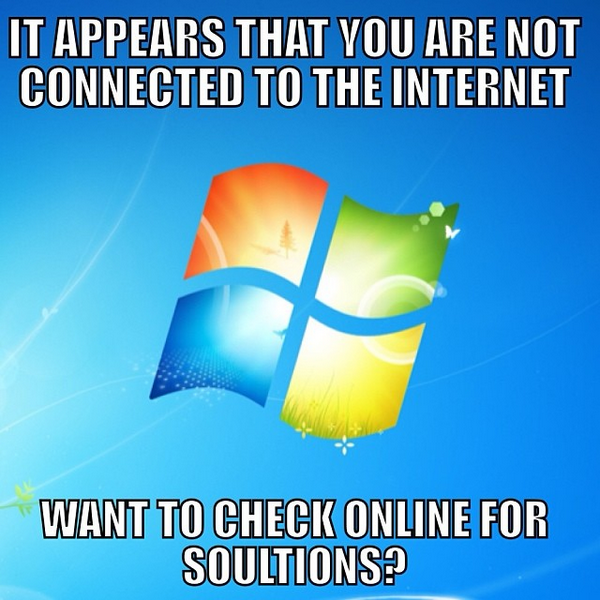 IT APPEARS THAT YOU ARE NOT
CONNECTED TO THE INTERNET
WANT TO CHECK ONLINE FOR
SOULTIONS?